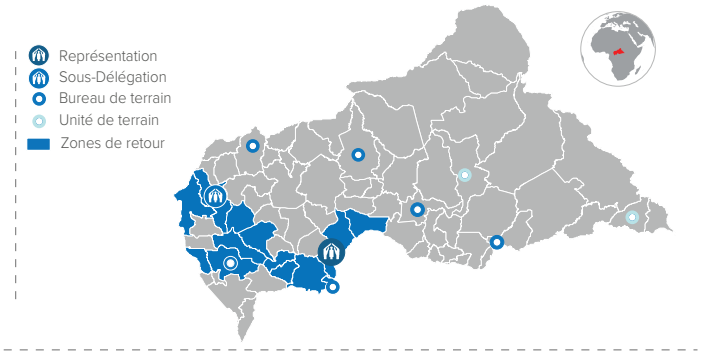 Représentation
Sous-Délégation
Bureau de terrain
Unité de terrain
Zones de retour